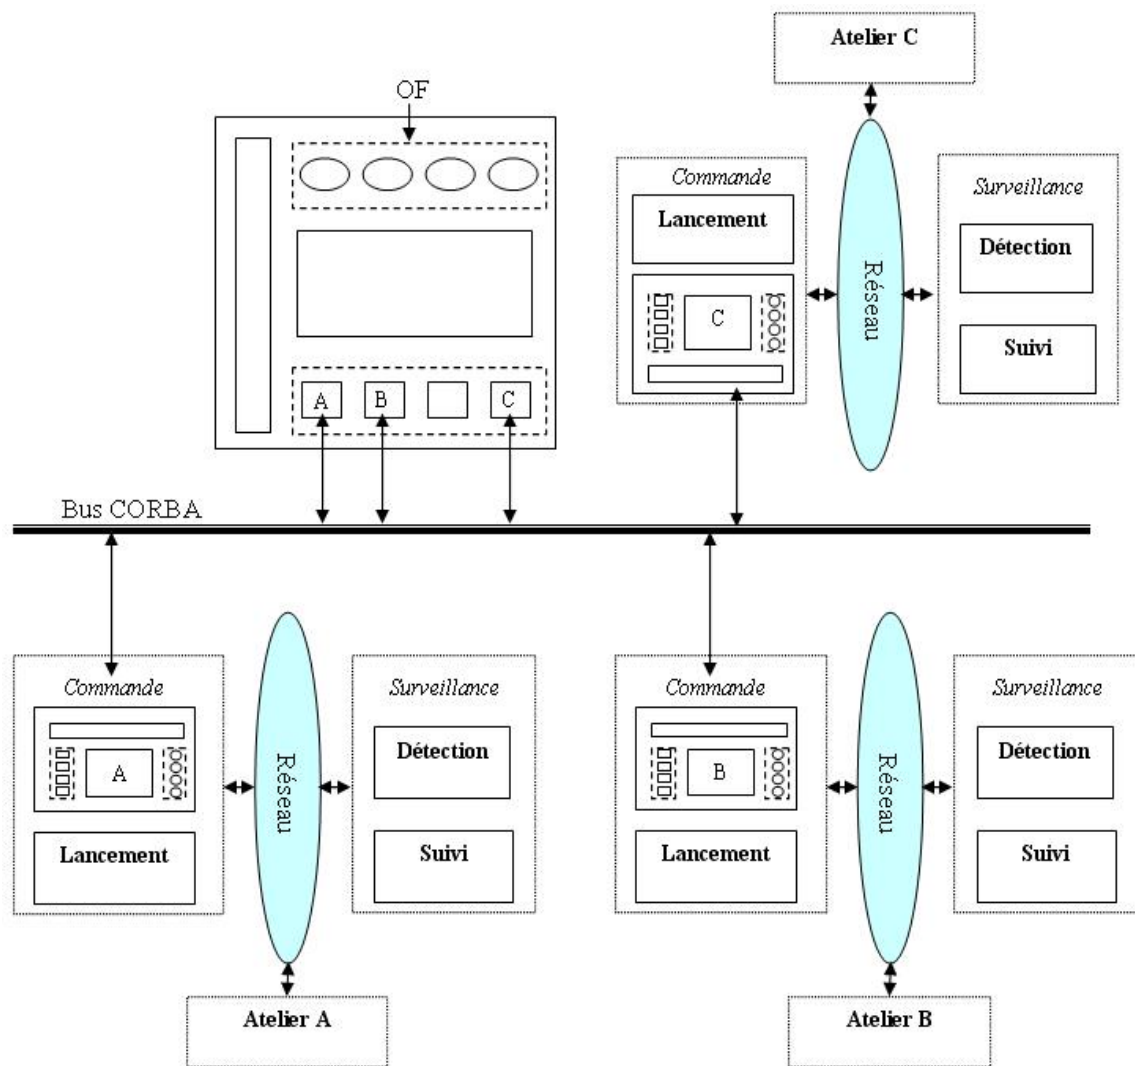 Atelier C
OF
Commande
Surveillance
Lancement
Détection
Réseau
C
Suivi
A B C
Bus CORBA
Commande
Surveillance
Détection
A
Réseau
Lancement
Suivi
Atelier A
Commande
Surveillance
Détection
B
Réseau
Lancement
Suivi
Atelier B